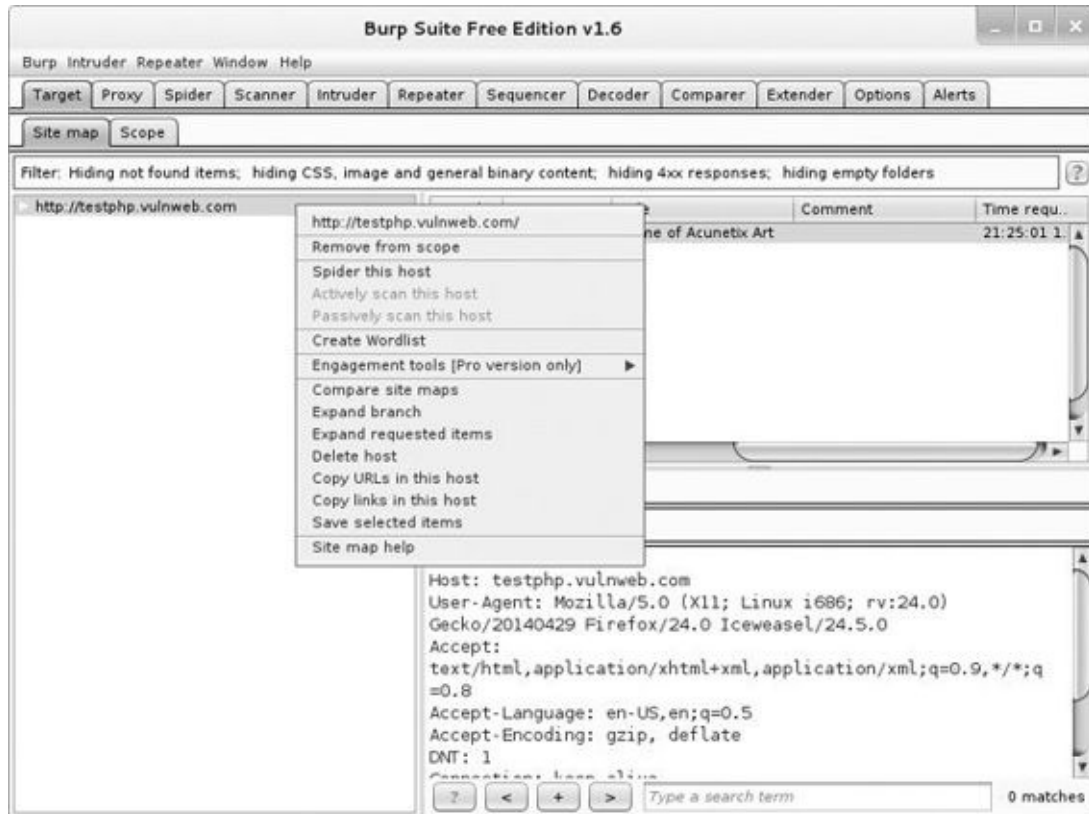 Burp Suite Free Edition v1.6
Burp Intruder Repeater Window Help
Target Proxy Spider Scanner Intruder Repeater Sequencer Decoder Comparer Extender Options Alerts
Site map Scope
Filter: Hiding not found items; hiding CSS, image and general binary content; hiding 4xx responses; hiding empty folders ?
http://testphp.vulnweb.com
Comment Time requ..
of Acunetix Art 21:25:01 1.
http://testphp.vulnweb.com/
Remove from scope
Spider this host
Actively scan this host
Passively scan this host
Create Wordlist
Engagement tools [Pro version only]
Compare site maps
Expand branch
Expand requested items
Delete host
Copy URLs in this host
Copy links in this host
Save selected items
Site map help
Host: testphp.vulnweb.com
User-Agent: Mozilla/5.0 (X11; Linux i686; rv:24.0)
Gecko/20140429 Firefox/24.0 Iceweasel/24.5.0
Accept:
text/html,application/xhtml+xml,application/xml;q=0.9,*/*;q
=0.8
Accept-Language: en-US,en;q=0.5
Accept-Encoding: gzip, deflate
DNT: 1
? < + > Type a search term 0 matches